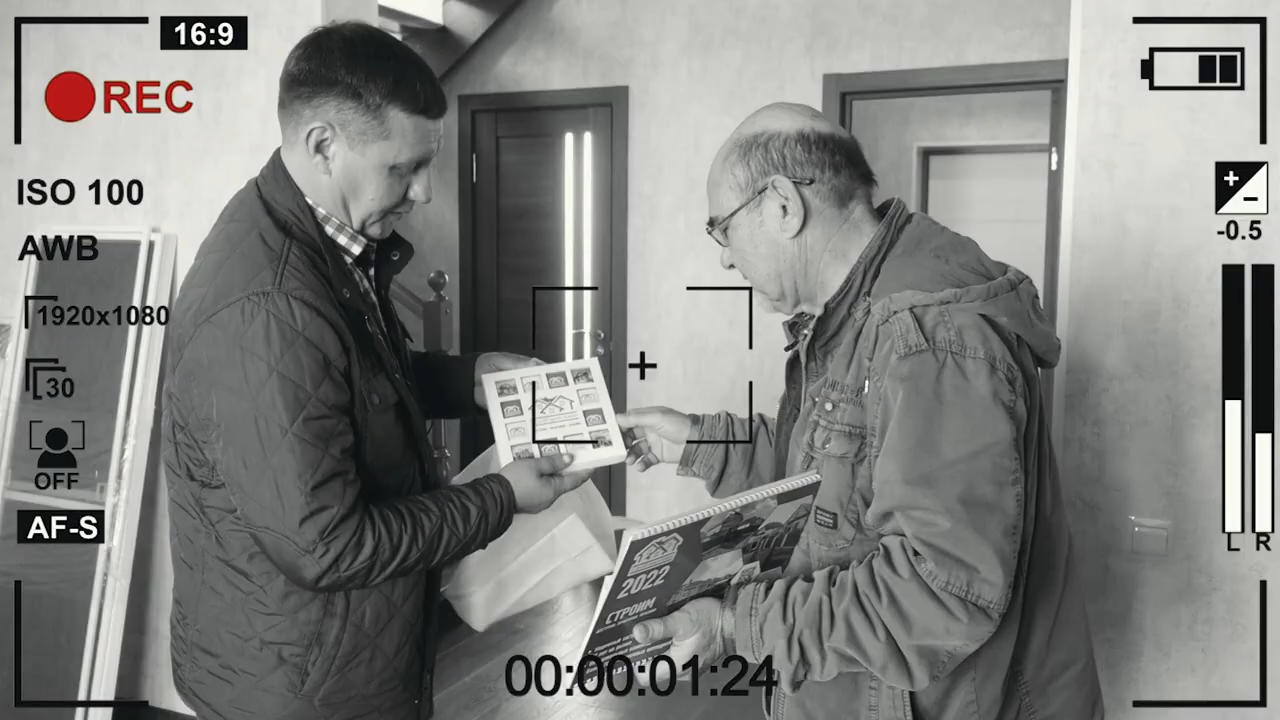 16:9
REC
ISO 100
AWB
1920x1080
30
OFF
AF-S
+
-
-0.5
L R
2022
СТРОИМ
00:00:01:24